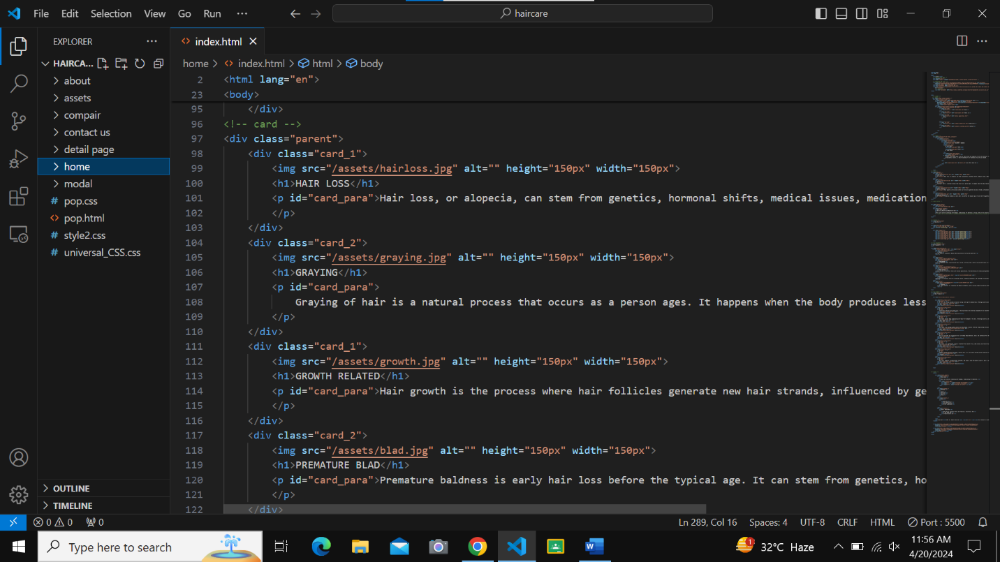 File Edit Selection View Go Run ··· haircare
EXPLORER ···
HAIRCA...
about
assets
compair
contact us
detail page
home
modal
# pop.css
<> pop.html
# style2.css
# universal_CSS.css
OUTLINE
TIMELINE
<> index.html
home > <> index.html > html > body
2 <html lang="en">
23 <body>
95 </div>
96 <!-- card -->
97 <div class="parent">
98 <div class="card_1">
99 <img src="/assets/hairloss.jpg" alt="" height="150px" width="150px">
100 <h1>HAIR LOSS</h1>
101 <p id="card_para">Hair loss, or alopecia, can stem from genetics, hormonal shifts, medical issues, medication
102 </p>
103 </div>
104 <div class="card_2">
105 <img src="/assets/graying.jpg" alt="" height="150px" width="150px">
106 <h1>GRAYING</h1>
107 <p id="card_para">
108 Graying of hair is a natural process that occurs as a person ages. It happens when the body produces less
109 </p>
110 </div>
111 <div class="card_1">
112 <img src="/assets/growth.jpg" alt="" height="150px" width="150px">
113 <h1>GROWTH RELATED</h1>
114 <p id="card_para">Hair growth is the process where hair follicles generate new hair strands, influenced by ge
115 </p>
116 </div>
117 <div class="card_2">
118 <img src="/assets/blad.jpg" alt="" height="150px" width="150px">
119 <h1>PREMATURE BLAD</h1>
120 <p id="card_para">Premature baldness is early hair loss before the typical age. It can stem from genetics, ho
121 </p>
122 </div>
0 0 0 Ln 289, Col 16 Spaces: 4 UTF-8 CRLF HTML Port : 5500
Type here to search
1 32°C Haze
11:56 AM
4/20/2024